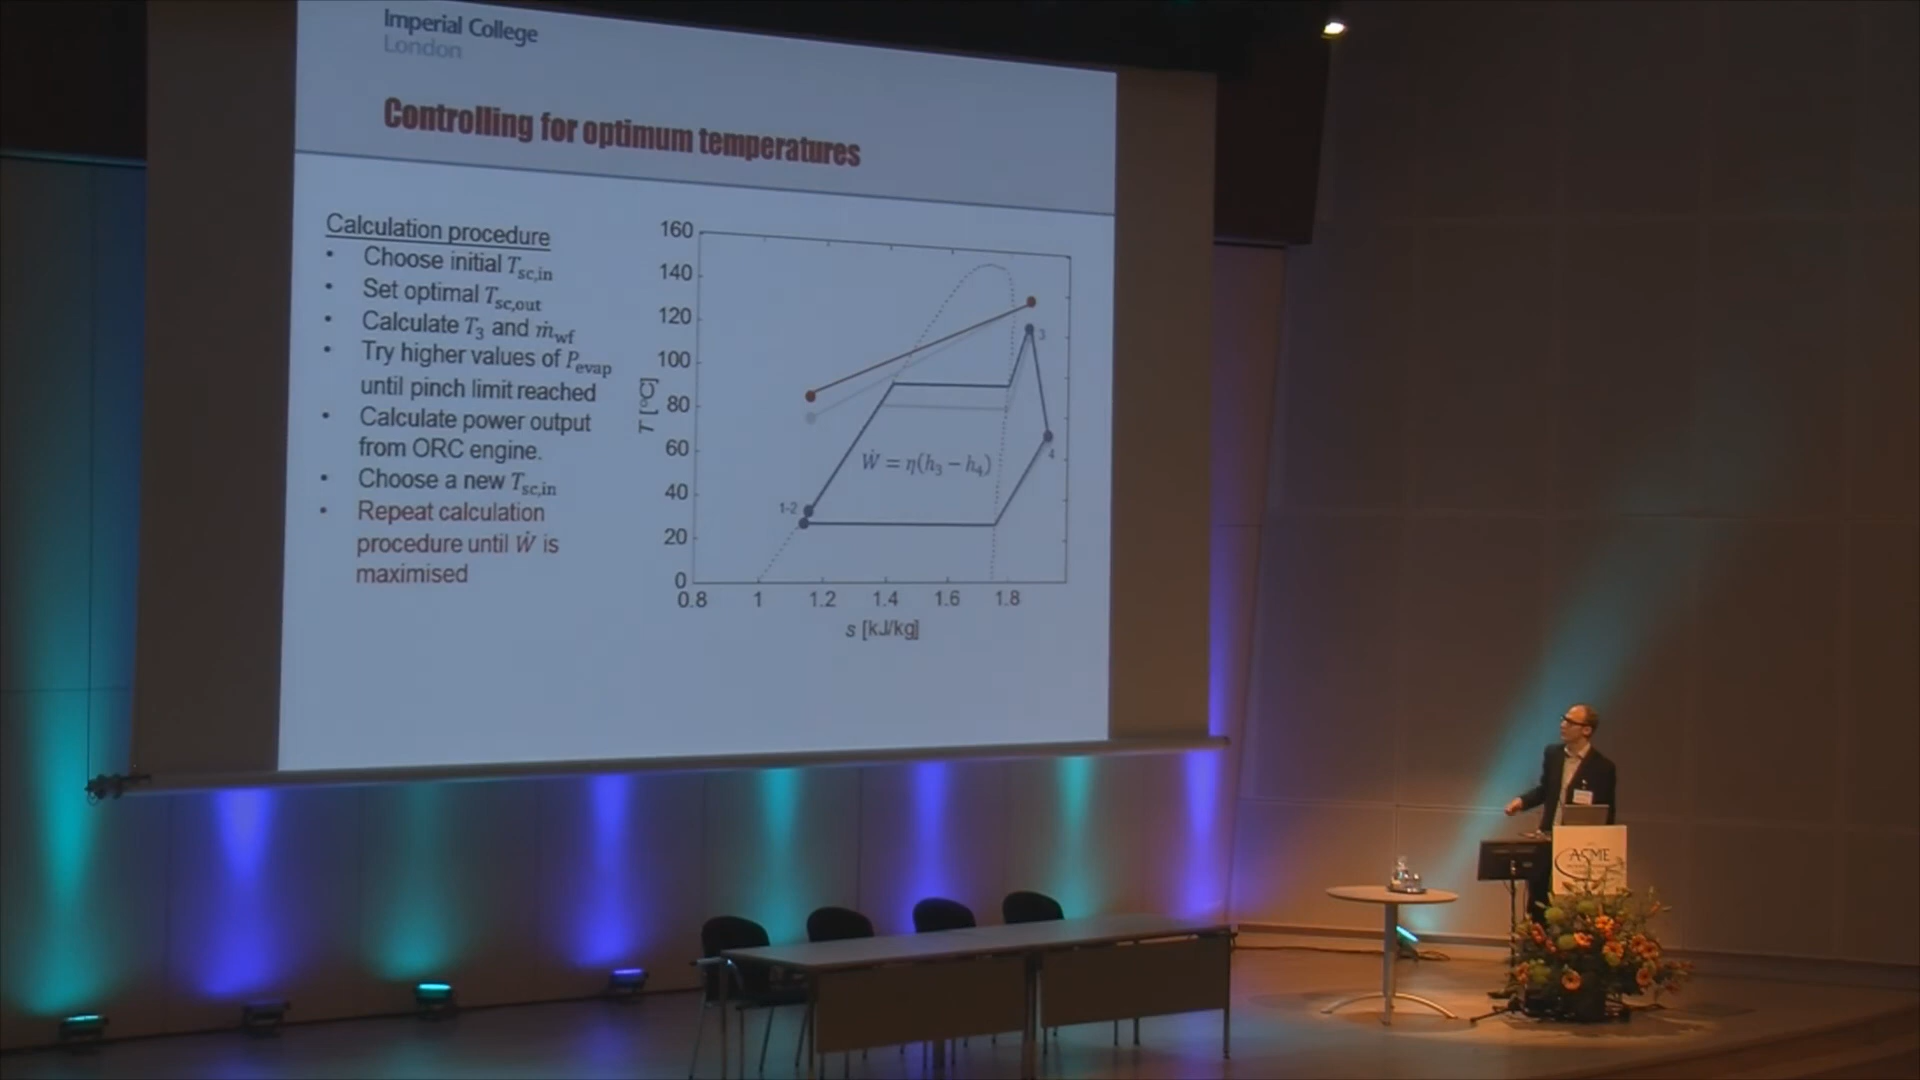 Imperial College
London
Controlling for optimum temperatures
Calculation procedure
• Choose initial T_sc,in
• Set optimal T_sc,out
• Calculate T_3 and ṁ_wf
• Try higher values of P_evap
until pinch limit reached
• Calculate power output
from ORC engine.
• Choose a new T_sc,in
• Repeat calculation
procedure until Ẇ is
maximised
160
140
120
100
80
60
40
20
0
T [°C]
3
4
1-2
Ẇ = η(h_3 − h_4)
0.8 1 1.2 1.4 1.6 1.8
s [kJ/kg]
ASME